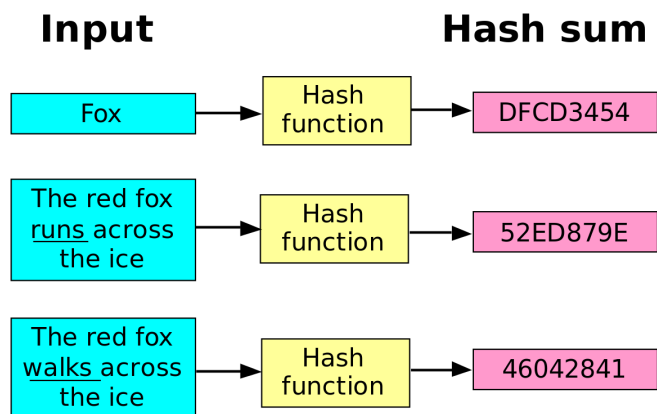 Input
Hash sum
Fox
Hash
function
DFCD3454
The red fox
runs across
the ice
Hash
function
52ED879E
The red fox
walks across
the ice
Hash
function
46042841